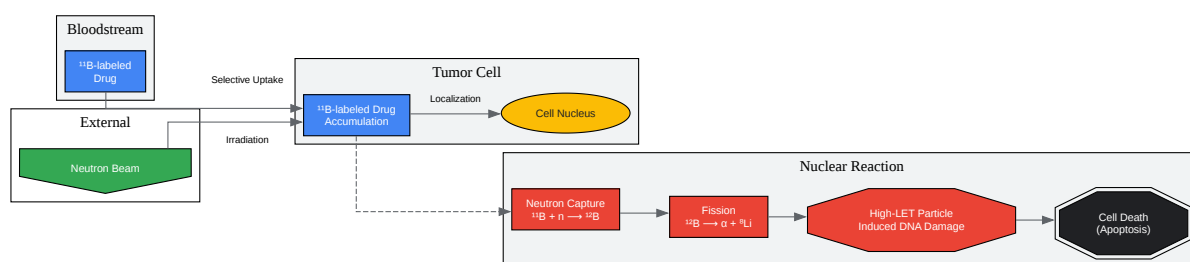 Bloodstream
¹¹B-labeled
Drug
External
Neutron Beam
Selective Uptake
Irradiation
Tumor Cell
¹¹B-labeled Drug
Accumulation
Localization
Cell Nucleus
Nuclear Reaction
Neutron Capture
¹¹B + n ⟶ ¹²B
Fission
¹²B ⟶ α + ⁸Li
High-LET Particle
Induced DNA Damage
Cell Death
(Apoptosis)